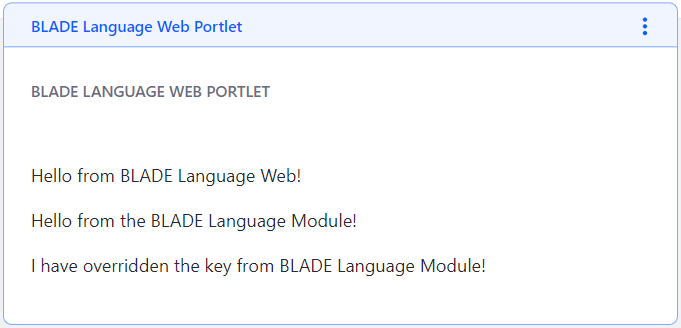 BLADE Language Web Portlet
BLADE LANGUAGE WEB PORTLET
Hello from BLADE Language Web!
Hello from the BLADE Language Module!
I have overridden the key from BLADE Language Module!